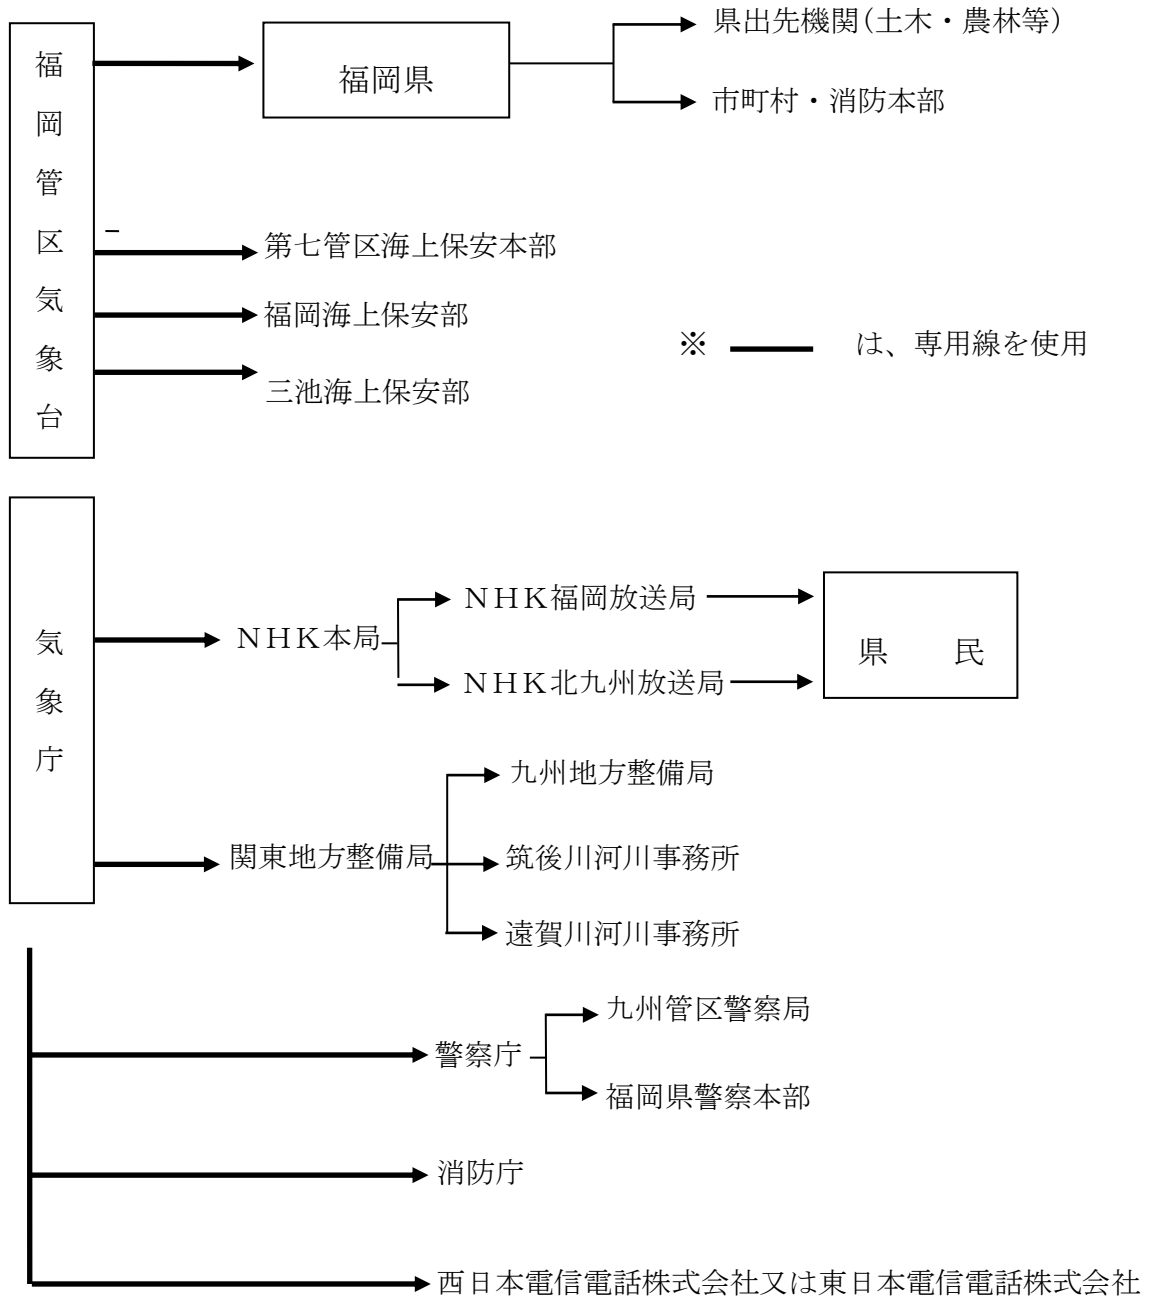 福岡管区気象台
福岡県
県出先機関（土木・農林等）
市町村・消防本部
第七管区海上保安本部
福岡海上保安部
三池海上保安部
※ は、専用線を使用
気象庁
ＮＨＫ本局
ＮＨＫ福岡放送局
ＮＨＫ北九州放送局
県 民
関東地方整備局
九州地方整備局
筑後川河川事務所
遠賀川河川事務所
警察庁
九州管区警察局
福岡県警察本部
消防庁
西日本電信電話株式会社又は東日本電信電話株式会社